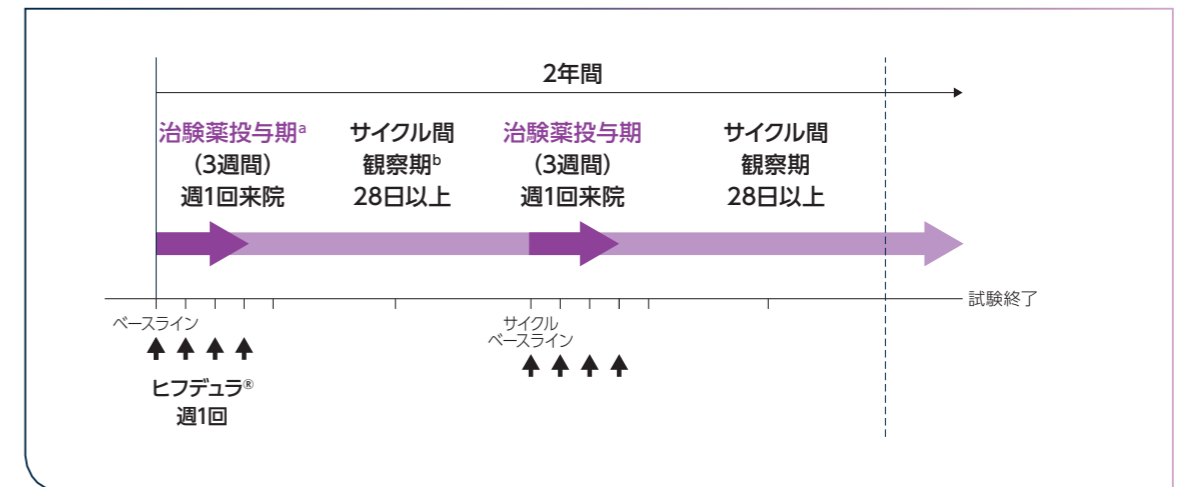 2年間
治験薬投与期a
(3週間)
週1回来院
サイクル間
観察期b
28日以上
治験薬投与期
(3週間)
週1回来院
サイクル間
観察期
28日以上
試験終了
ベースライン
サイクル
ベースライン
ヒフデュラ®
週1回